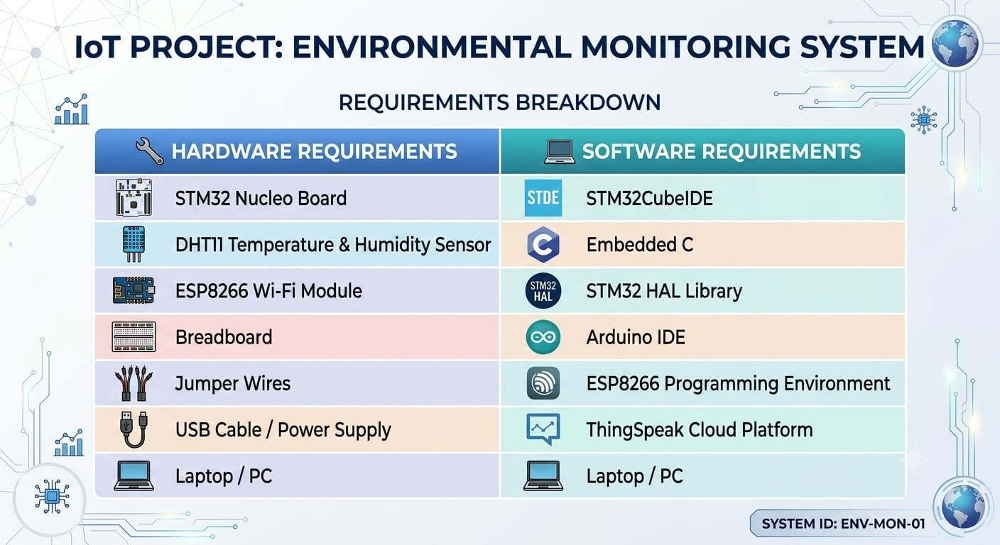 IoT PROJECT: ENVIRONMENTAL MONITORING SYSTEM
REQUIREMENTS BREAKDOWN
HARDWARE REQUIREMENTS
SOFTWARE REQUIREMENTS
STM32 Nucleo Board
STDE
STM32CubeIDE
DHT11 Temperature & Humidity Sensor
C
Embedded C
ESP8266 Wi-Fi Module
STM32
HAL
STM32 HAL Library
Breadboard
Arduino IDE
Jumper Wires
ESP8266 Programming Environment
USB Cable / Power Supply
ThingSpeak Cloud Platform
Laptop / PC
Laptop / PC
SYSTEM ID: ENV-MON-01